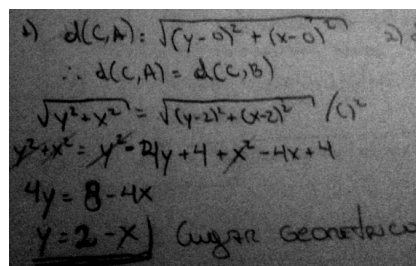 1) d(C,A): √((y-0)² + (x-0)²) 2)
∴ d(C,A) = d(C,B)
√(y²+x²) = √((y-2)²+(x-2)²) /()²
y²+x² = y² - 4y + 4 + x² - 4x + 4
4y = 8 - 4x
y = 2 - x Lugar Geometrico